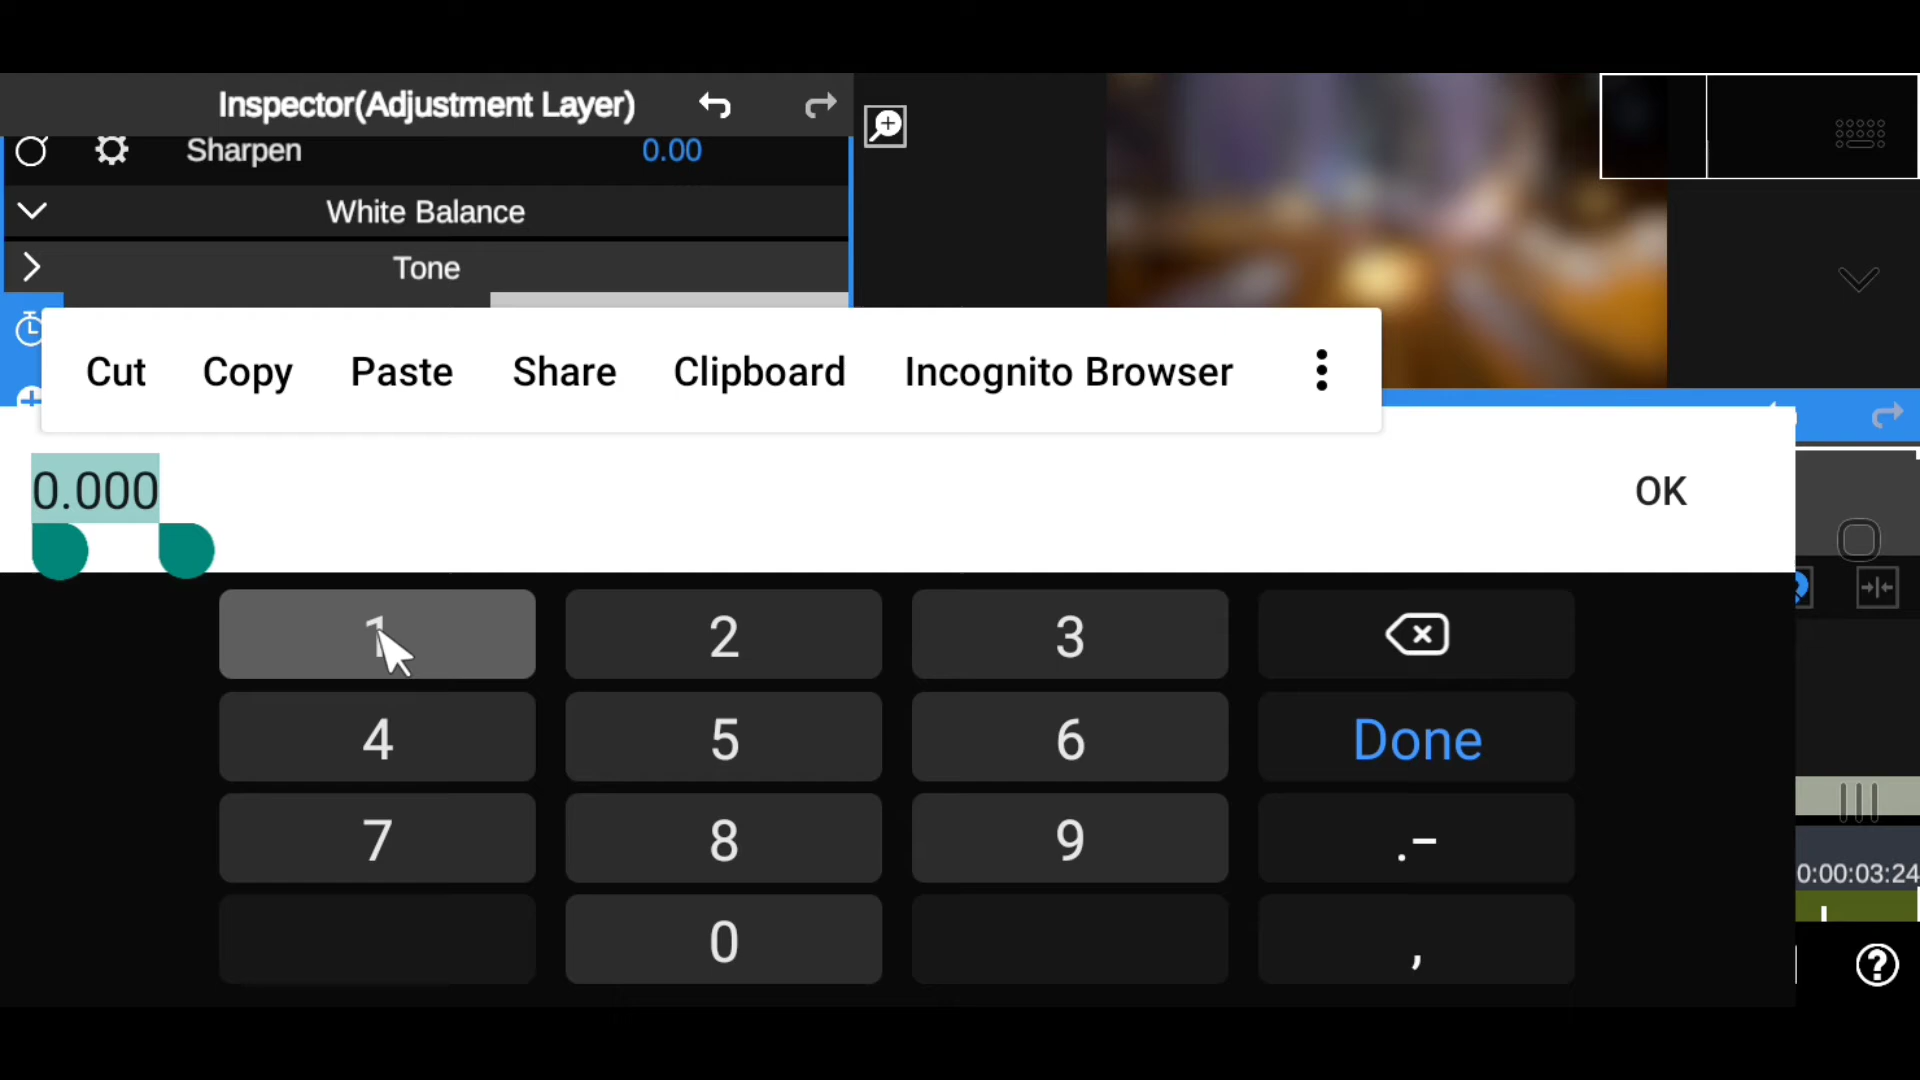 Inspector(Adjustment Layer)
Sharpen 0.00
White Balance
Tone
Cut Copy Paste Share Clipboard Incognito Browser
0.000 OK
1 2 3
4 5 6 Done
7 8 9 .-
0 ,
0:00:03:24